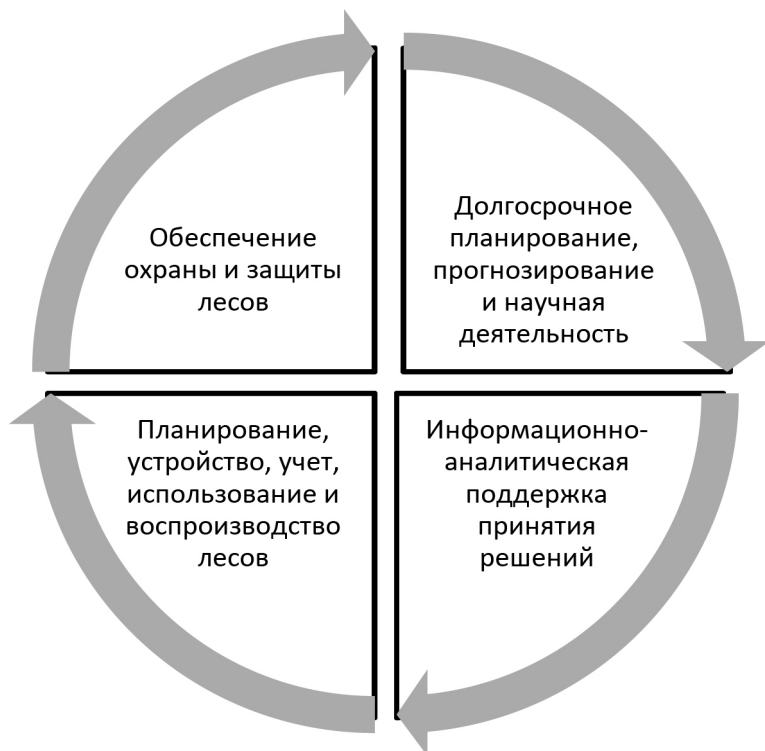 Обеспечение
охраны и защиты
лесов
Долгосрочное
планирование,
прогнозирование
и научная
деятельность
Планирование,
устройство, учет,
использование и
воспроизводство
лесов
Информационно-
аналитическая
поддержка
принятия
решений